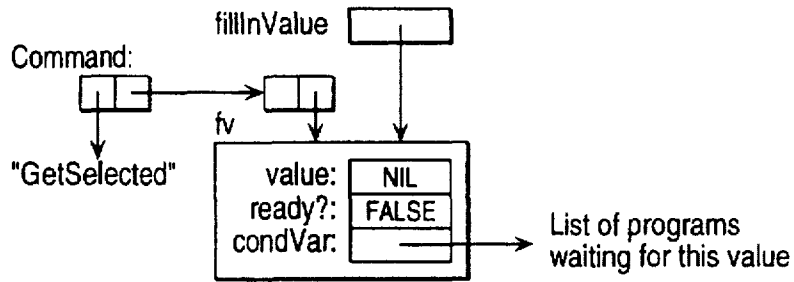 fillInValue
Command:
fv
"GetSelected"
value: NIL
ready?: FALSE
condVar:
List of programs
waiting for this value